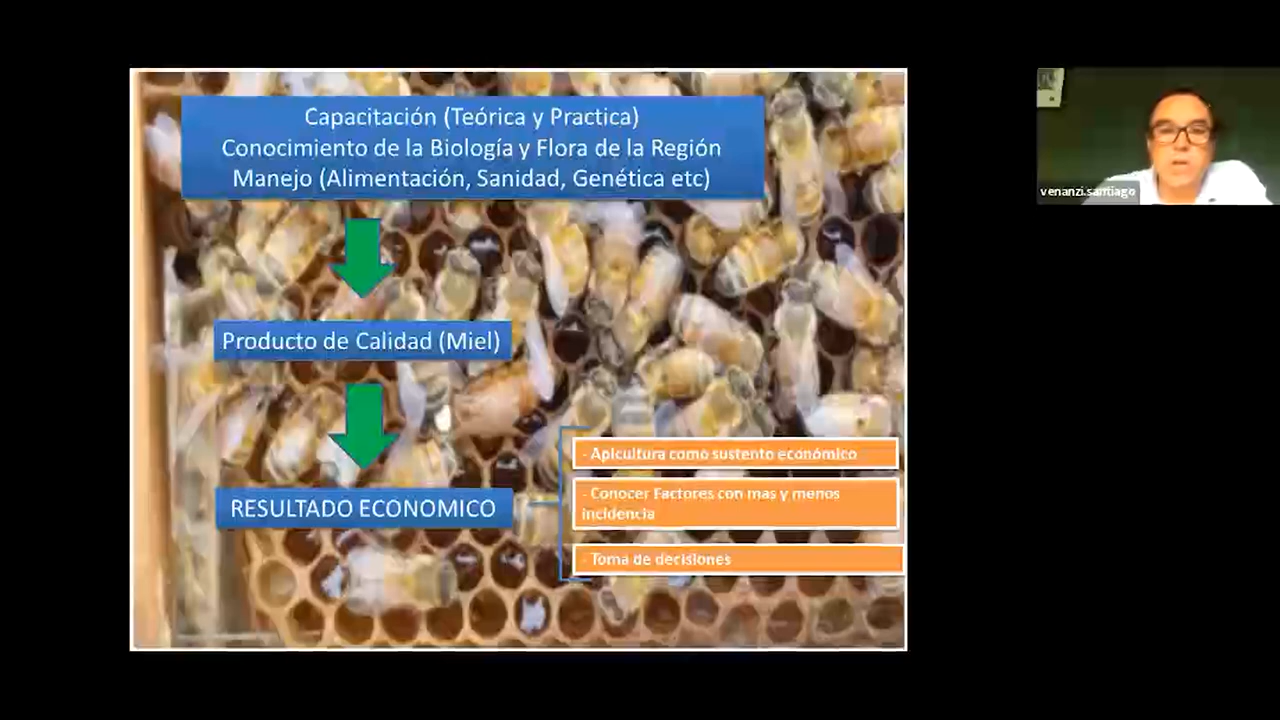 Capacitación (Teórica y Practica)
Conocimiento de la Biología y Flora de la Región
Manejo (Alimentación, Sanidad, Genética etc)
Producto de Calidad (Miel)
RESULTADO ECONOMICO
- Apicultura como sustento económico
- Conocer Factores con mas y menos
incidencia
- Toma de decisiones
venanzi.santiago